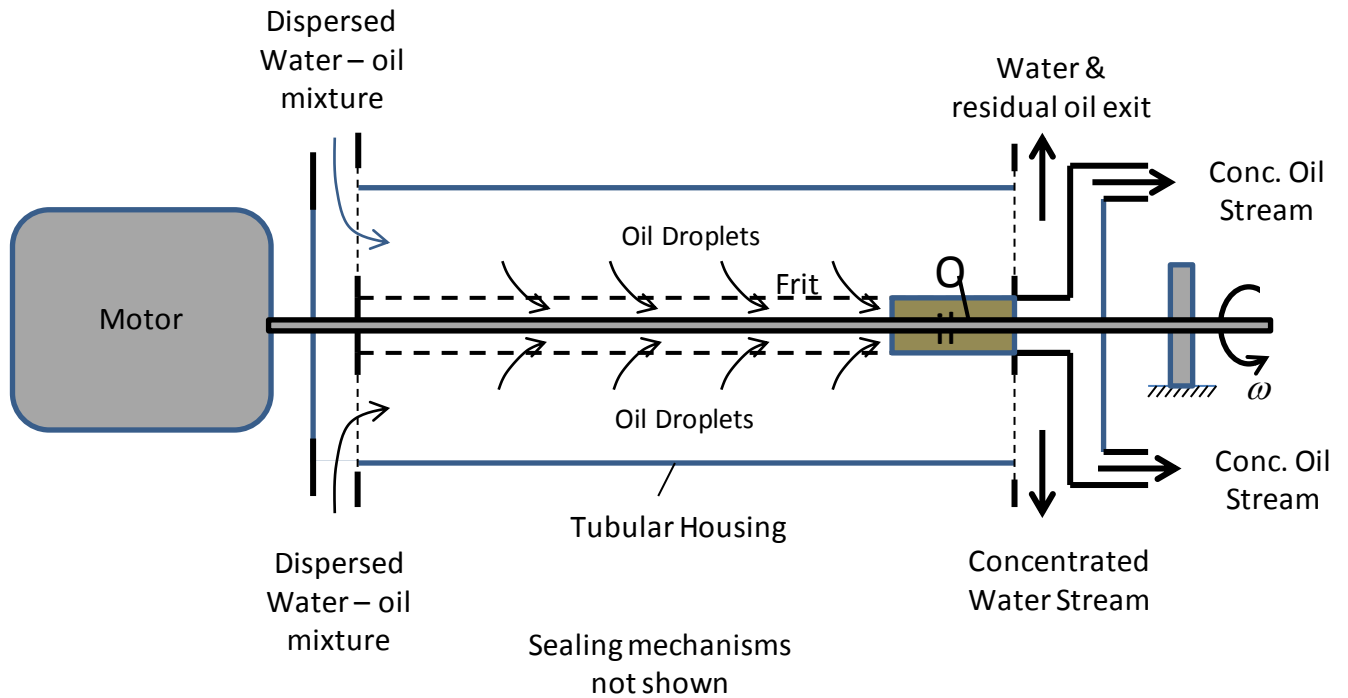 Dispersed
Water – oil
mixture
Water &
residual oil exit
Conc. Oil
Stream
Oil Droplets
Frit
Oil
Motor
ω
Oil Droplets
Conc. Oil
Stream
Tubular Housing
Dispersed
Water – oil
mixture
Concentrated
Water Stream
Sealing mechanisms
not shown